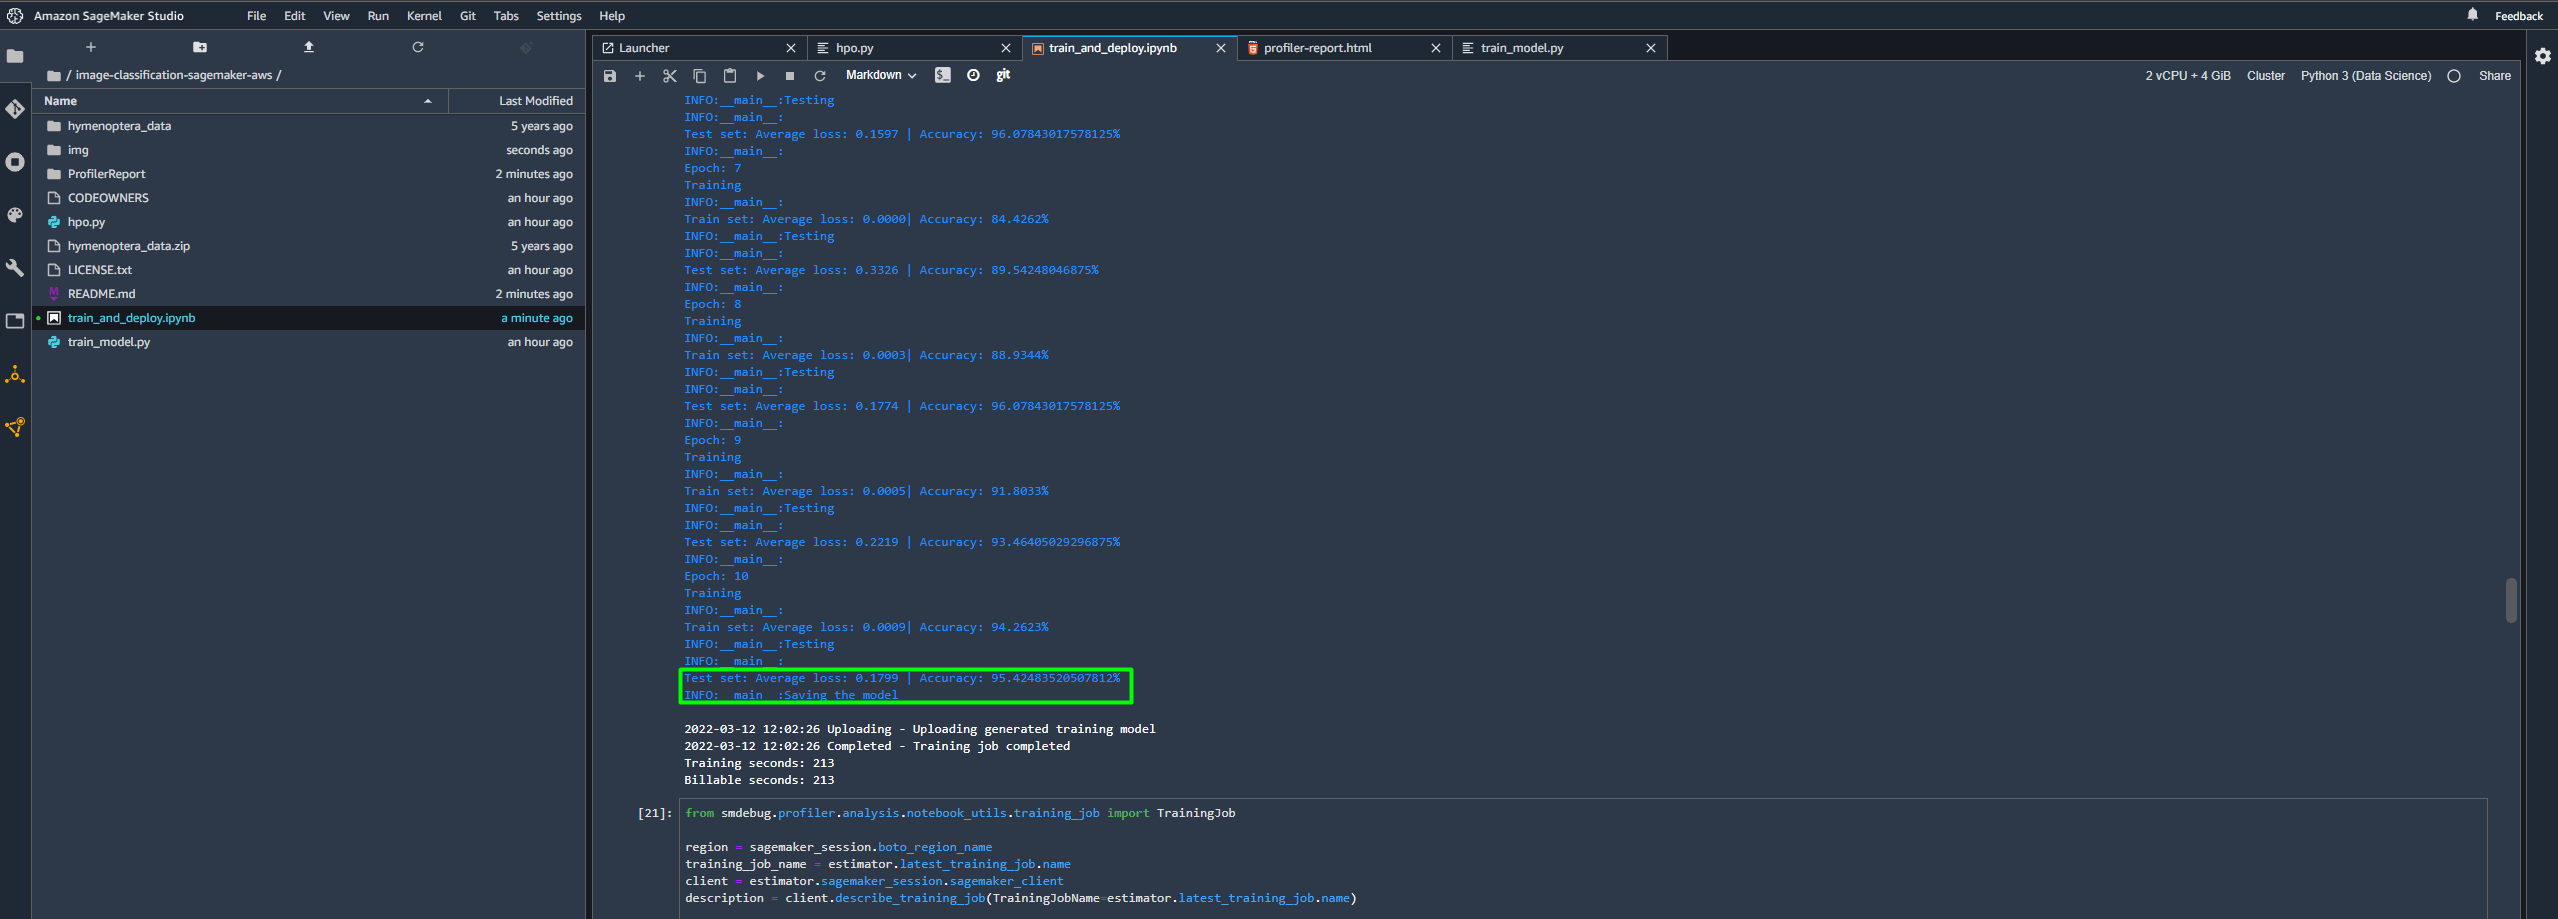 Amazon SageMaker Studio File Edit View Run Kernel Git Tabs Settings Help Feedback
Launcher hpo.py train_and_deploy.ipynb profiler-report.html train_model.py
/ image-classification-sagemaker-aws /
Markdown git 2 vCPU + 4 GiB Cluster Python 3 (Data Science) Share
Name Last Modified
hymenoptera_data 5 years ago
img seconds ago
ProfilerReport 2 minutes ago
CODEOWNERS an hour ago
hpo.py an hour ago
hymenoptera_data.zip 5 years ago
LICENSE.txt an hour ago
README.md 2 minutes ago
train_and_deploy.ipynb a minute ago
train_model.py an hour ago
INFO:__main__:Testing
INFO:__main__:
Test set: Average loss: 0.1597 | Accuracy: 96.07843017578125%
INFO:__main__:
Epoch: 7
Training
INFO:__main__:
Train set: Average loss: 0.0000| Accuracy: 84.4262%
INFO:__main__:Testing
INFO:__main__:
Test set: Average loss: 0.3326 | Accuracy: 89.54248046875%
INFO:__main__:
Epoch: 8
Training
INFO:__main__:
Train set: Average loss: 0.0003| Accuracy: 88.9344%
INFO:__main__:Testing
INFO:__main__:
Test set: Average loss: 0.1774 | Accuracy: 96.07843017578125%
INFO:__main__:
Epoch: 9
Training
INFO:__main__:
Train set: Average loss: 0.0005| Accuracy: 91.8033%
INFO:__main__:Testing
INFO:__main__:
Test set: Average loss: 0.2219 | Accuracy: 93.46405029296875%
INFO:__main__:
Epoch: 10
Training
INFO:__main__:
Train set: Average loss: 0.0009| Accuracy: 94.2623%
INFO:__main__:Testing
INFO:__main__:
Test set: Average loss: 0.1799 | Accuracy: 95.42483520507812%
INFO:__main__:Saving the model
2022-03-12 12:02:26 Uploading - Uploading generated training model
2022-03-12 12:02:26 Completed - Training job completed
Training seconds: 213
Billable seconds: 213
[21]: from smdebug.profiler.analysis.notebook_utils.training_job import TrainingJob
region = sagemaker_session.boto_region_name
training_job_name = estimator.latest_training_job.name
client = estimator.sagemaker_session.sagemaker_client
description = client.describe_training_job(TrainingJobName=estimator.latest_training_job.name)